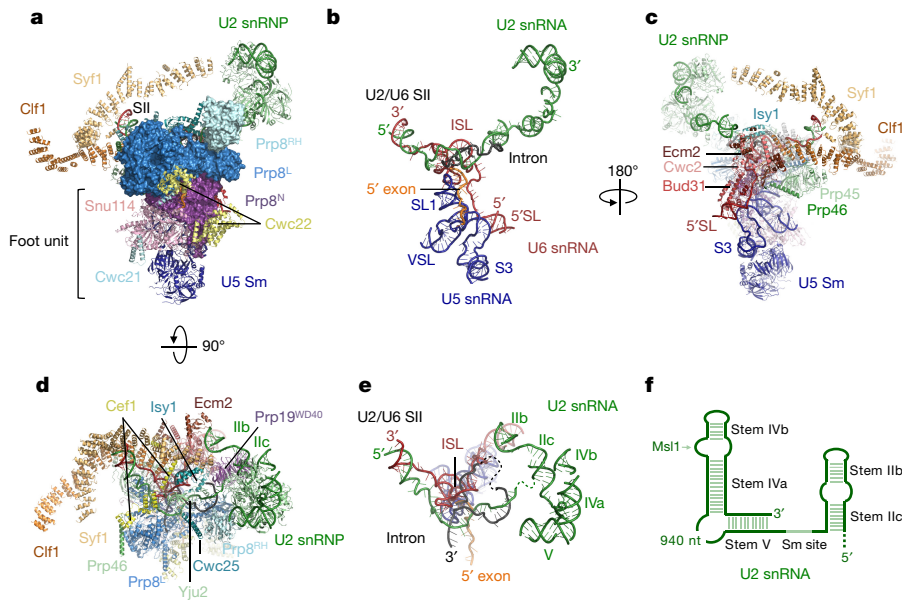 a
U2 snRNP
Syf1
Clf1
SII
Prp8RH
Prp8L
Prp8N
Snu114
Cwc22
Foot unit
Cwc21
U5 Sm
90°
b
U2 snRNA
3′
U2/U6 SII
3′
5′
ISL
Intron
5′ exon
SL1
5′
5′SL
U6 snRNA
VSL
S3
U5 snRNA
180°
c
U2 snRNP
Syf1
Isy1
Clf1
Ecm2
Cwc2
Bud31
Prp45
Prp46
5′SL
S3
U5 Sm
d
Cef1
Isy1
Ecm2
Prp19WD40
IIb
IIc
Clf1
Syf1
Prp46
Prp8L
Yju2
Cwc25
Prp8RH
U2 snRNP
e
U2/U6 SII
3′
5′
ISL
IIb
U2 snRNA
IIc
IVb
IVa
V
Intron
3′
5′ exon
f
Stem IVb
Msl1
Stem IVa
Stem IIb
Stem IIc
3′
940 nt
Stem V
Sm site
5′
U2 snRNA